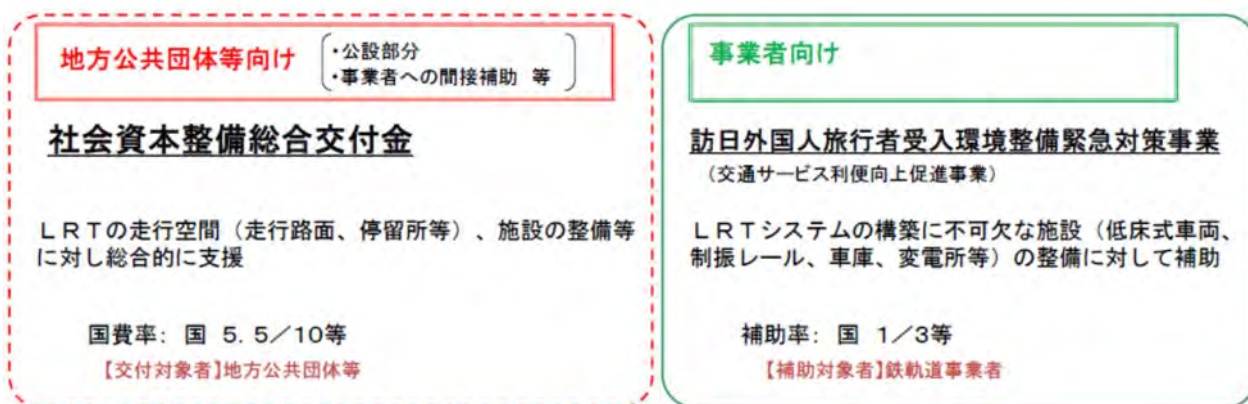 地方公共団体等向け
・公設部分
・事業者への間接補助 等
社会資本整備総合交付金
LRTの走行空間（走行路面、停留所等）、施設の整備等
に対し総合的に支援
国費率： 国 5．5／10等
【交付対象者】地方公共団体等
事業者向け
訪日外国人旅行者受入環境整備緊急対策事業
（交通サービス利便向上促進事業）
LRTシステムの構築に不可欠な施設（低床式車両、
制振レール、車庫、変電所等）の整備に対して補助
補助率： 国 1／3等
【補助対象者】鉄軌道事業者